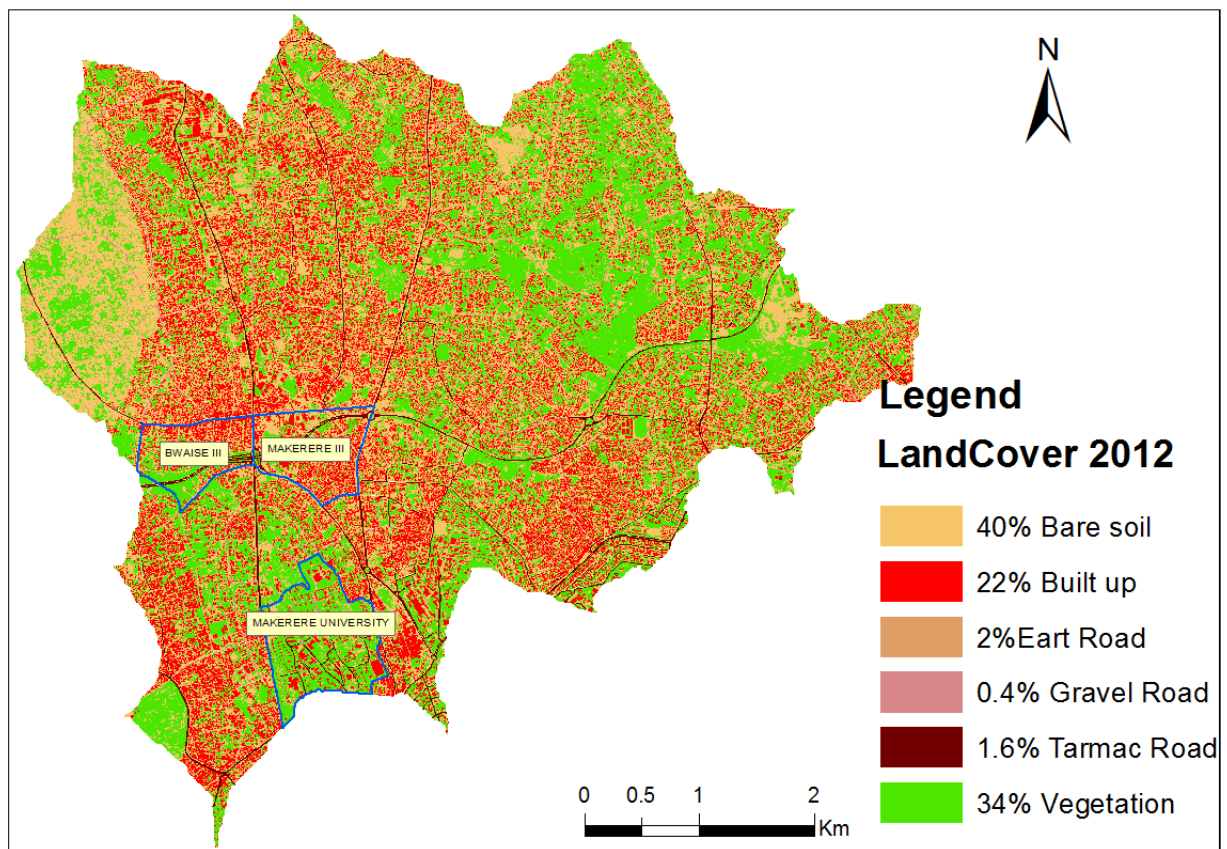 N
BWAISE III
MAKERERE III
MAKERERE UNIVERSITY
Legend
LandCover 2012
40% Bare soil
22% Built up
2%Eart Road
0.4% Gravel Road
1.6% Tarmac Road
34% Vegetation
0 0.5 1 2
Km